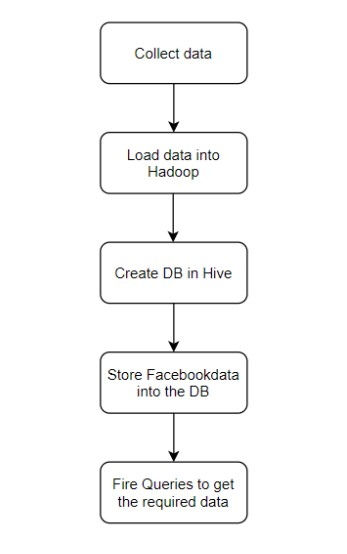 Collect data
Load data into
Hadoop
Create DB in Hive
Store Facebookdata
into the DB
Fire Queries to get
the required data